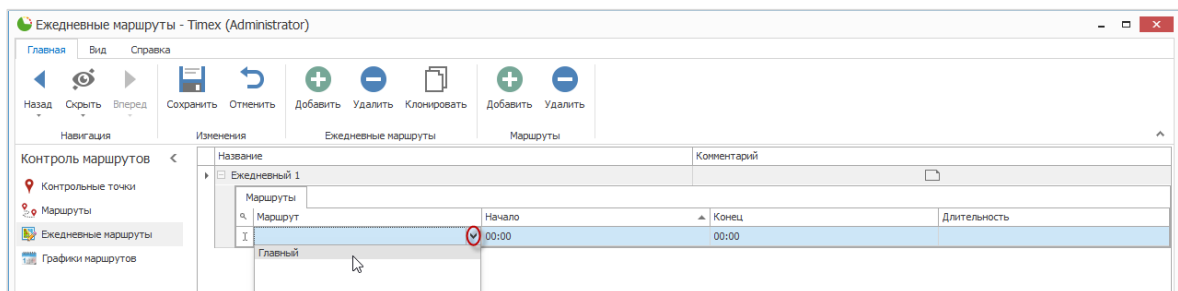 Ежедневные маршруты - Timex (Administrator)
Главная Вид Справка
Назад Скрыть Вперед Сохранить Отменить Добавить Удалить Клонировать Добавить Удалить
Навигация Изменения Ежедневные маршруты Маршруты
Контроль маршрутов
Контрольные точки
Маршруты
Ежедневные маршруты
Графики маршрутов
Название Комментарий
Ежедневный 1
Маршруты
Маршрут Начало Конец Длительность
00:00 00:00
Главный